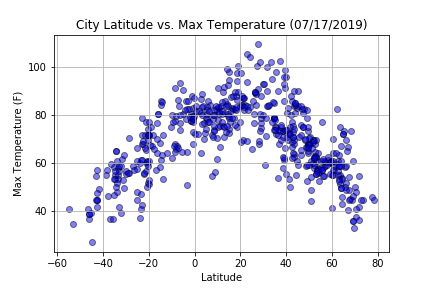 City Latitude vs. Max Temperature (07/17/2019)
100
80
60
40
Max Temperature (F)
−60 −40 −20 0 20 40 60 80
Latitude